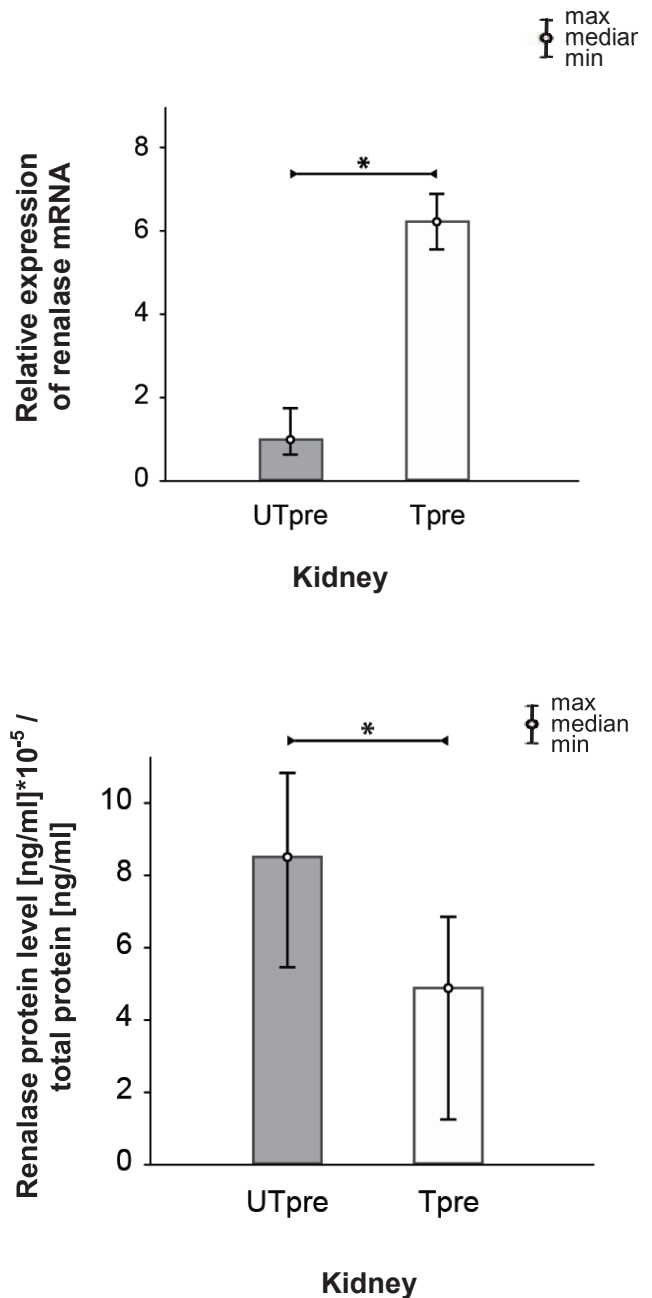 max
median
min
*
8
6
4
2
0
Relative expression
of renalase mRNA
UTpre Tpre
Kidney
max
median
min
*
10
8
6
4
2
0
Renalase protein level [ng/ml]*10⁻⁵ /
total protein [ng/ml]
UTpre Tpre
Kidney